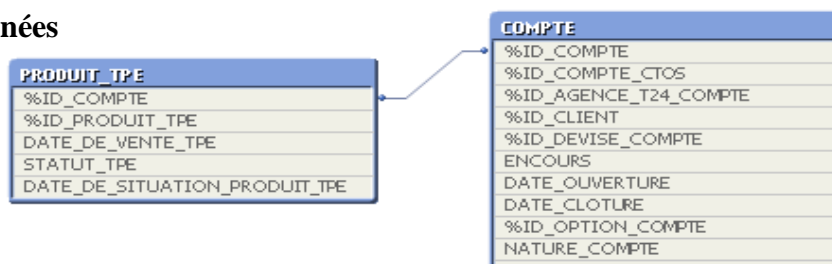 nées
PRODUIT_TPE
%ID_COMPTE
%ID_PRODUIT_TPE
DATE_DE_VENTE_TPE
STATUT_TPE
DATE_DE_SITUATION_PRODUIT_TPE
COMPTE
%ID_COMPTE
%ID_COMPTE_CTOS
%ID_AGENCE_T24_COMPTE
%ID_CLIENT
%ID_DEVISE_COMPTE
ENCOURS
DATE_OUVERTURE
DATE_CLOTURE
%ID_OPTION_COMPTE
NATURE_COMPTE